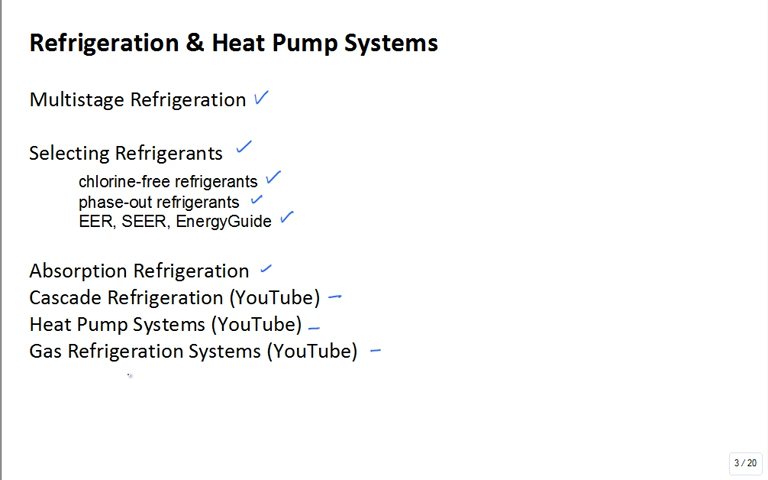 Refrigeration & Heat Pump Systems
Multistage Refrigeration ✓
Selecting Refrigerants ✓
chlorine-free refrigerants ✓
phase-out refrigerants ✓
EER, SEER, EnergyGuide ✓
Absorption Refrigeration ✓
Cascade Refrigeration (YouTube) –
Heat Pump Systems (YouTube) –
Gas Refrigeration Systems (YouTube) –
3 / 20